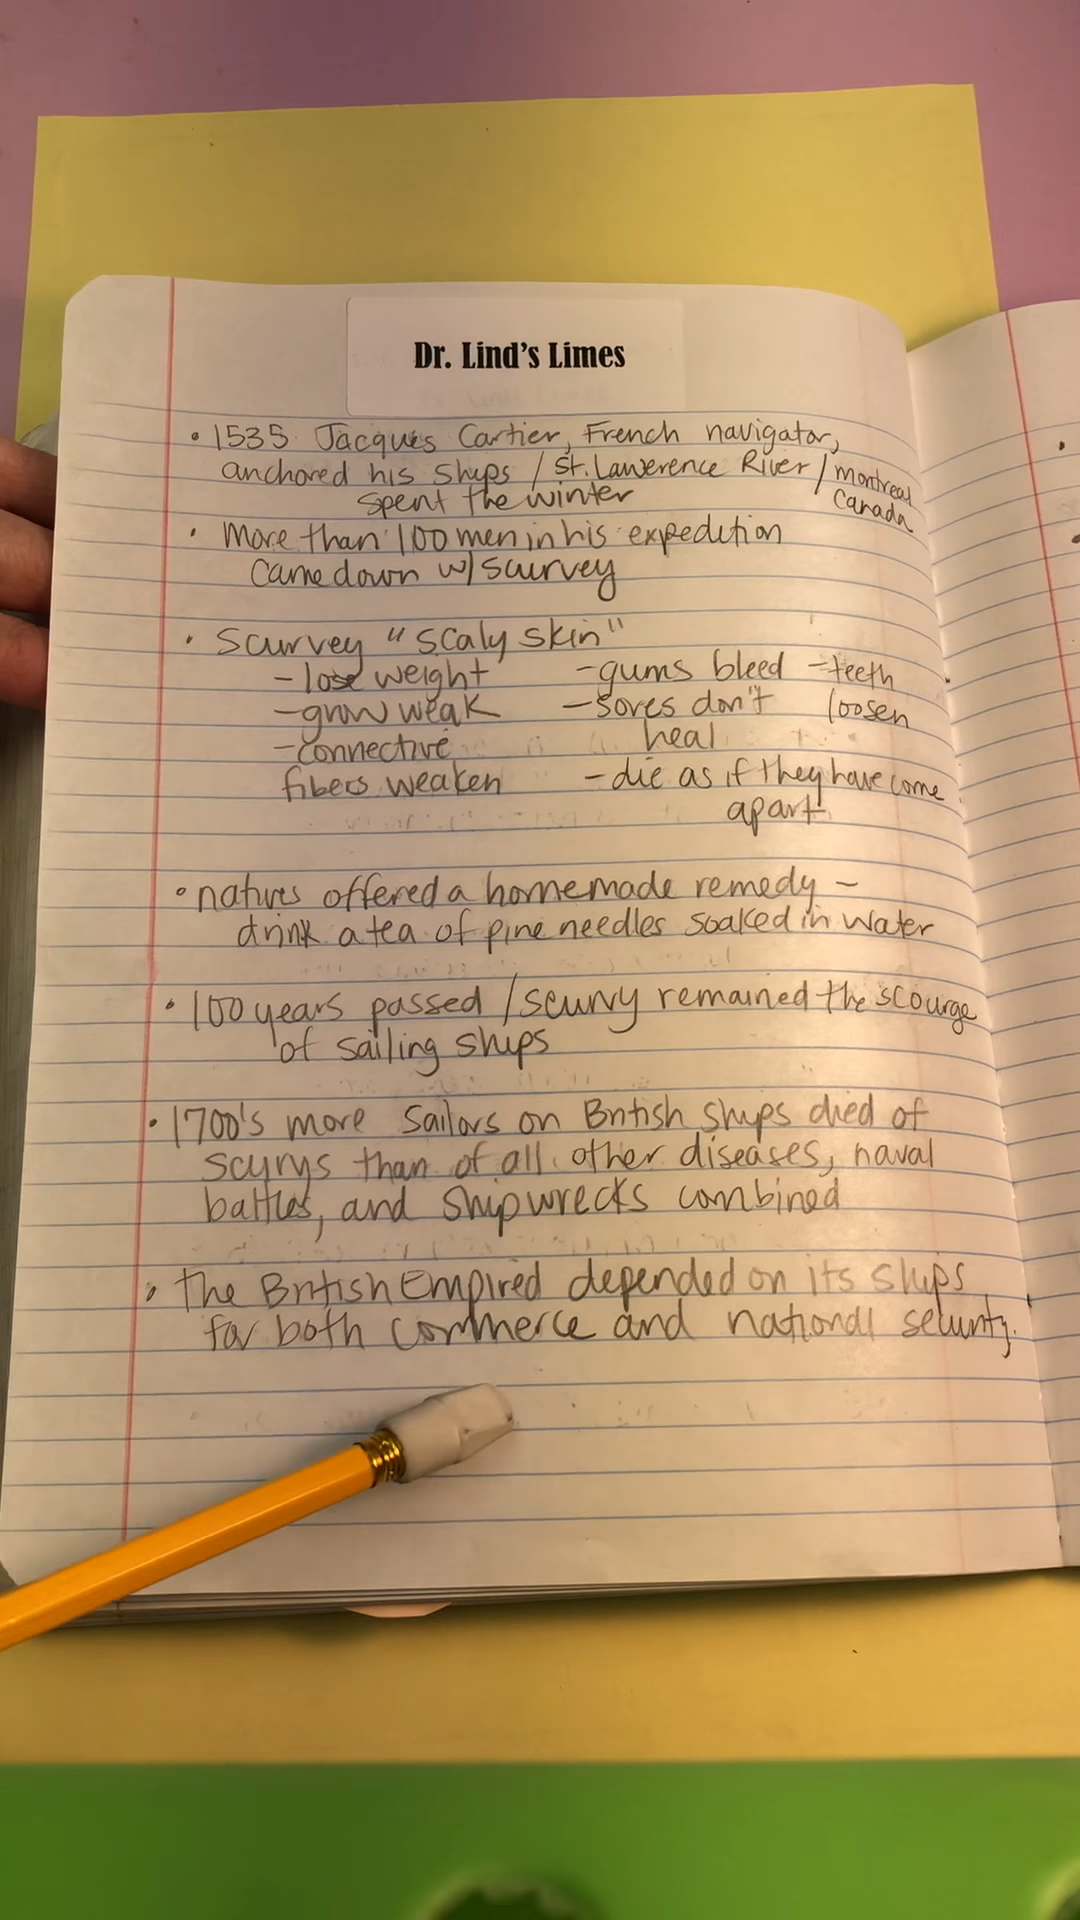 Dr. Lind's Limes
• 1535 Jacques Cartier, French navigator,
anchored his ships / St. Lawerence River / Montreal
Canada
spent the winter
• More than 100 men in his expedition
came down w/ scurvey
• Scurvey "scaly skin"
- lose weight - gums bleed - teeth
- grow weak - sores don't loosen
- connective heal
fibers weaken - die as if they have come
apart
• natives offered a homemade remedy -
drink a tea of pine needles soaked in water
• 100 years passed / scurvy remained the scourge
of sailing ships
• 1700's more sailors on British ships died of
scyrys than of all other diseases, naval
battles, and shipwrecks combined
• The British Empired depended on its ships
for both commerce and national security.